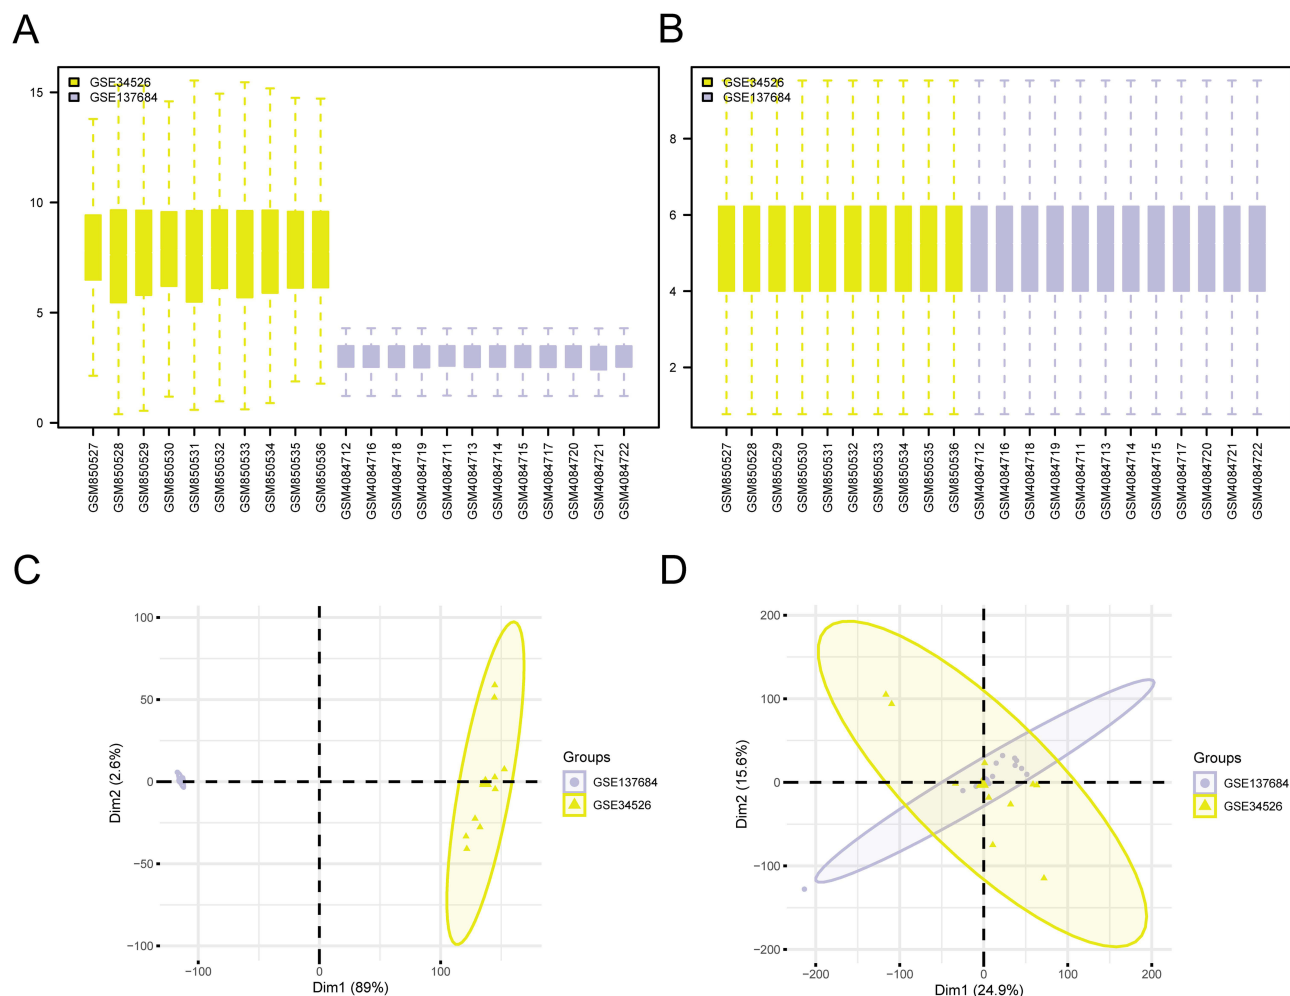 A
GSE34526
GSE137684
15
10
5
0
GSM850527
GSM850528
GSM850529
GSM850530
GSM850531
GSM850532
GSM850533
GSM850534
GSM850535
GSM850536
GSM4084712
GSM4084716
GSM4084718
GSM4084719
GSM4084711
GSM4084713
GSM4084714
GSM4084715
GSM4084717
GSM4084720
GSM4084721
GSM4084722
B
GSE34526
GSE137684
8
6
4
2
GSM850527
GSM850528
GSM850529
GSM850530
GSM850531
GSM850532
GSM850533
GSM850534
GSM850535
GSM850536
GSM4084712
GSM4084716
GSM4084718
GSM4084719
GSM4084711
GSM4084713
GSM4084714
GSM4084715
GSM4084717
GSM4084720
GSM4084721
GSM4084722
C
Dim2 (2.6%)
100
50
0
−50
−100
−100
0
100
Dim1 (89%)
Groups
GSE137684
GSE34526
D
Dim2 (15.6%)
200
100
0
−100
−200
−200
−100
0
100
200
Dim1 (24.9%)
Groups
GSE137684
GSE34526